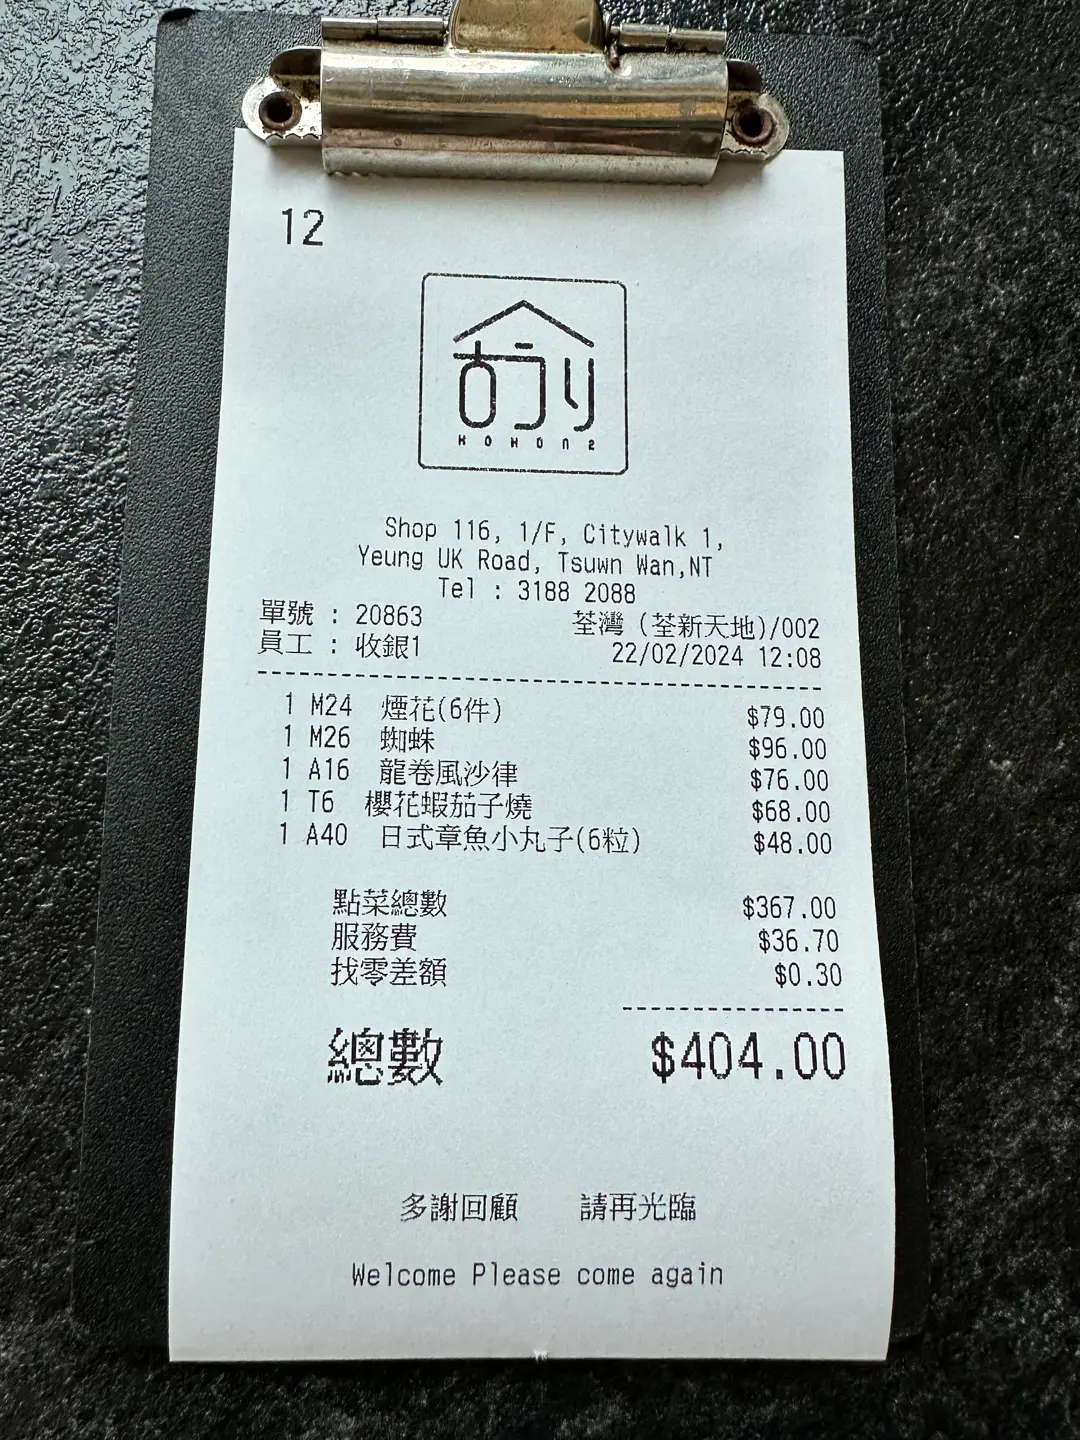 12
KOHON2
Shop 116, 1/F, Citywalk 1,
Yeung UK Road, Tsuwn Wan,NT
Tel : 3188 2088
單號 : 20863 荃灣 (荃新天地)/002
員工 : 收銀1 22/02/2024 12:08
1 M24 煙花(6件) $79.00
1 M26 蜘蛛 $96.00
1 A16 龍卷風沙律 $76.00
1 T6 櫻花蝦茄子燒 $68.00
1 A40 日式章魚小丸子(6粒) $48.00
點菜總數 $367.00
服務費 $36.70
找零差額 $0.30
總數 $404.00
多謝回顧 請再光臨
Welcome Please come again